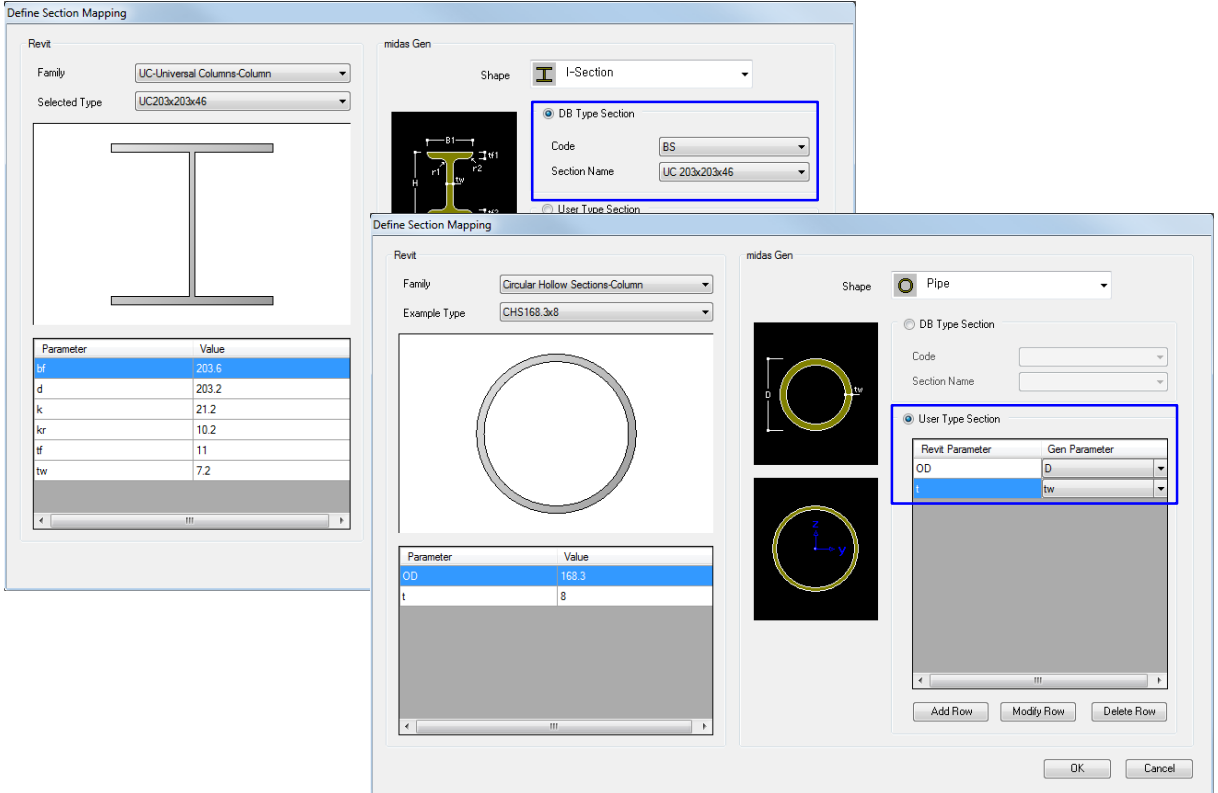 Define Section Mapping
Revit
Family UC-Universal Columns-Column
Selected Type UC203x203x46
Parameter Value
bf 203.6
d 203.2
k 21.2
kr 10.2
tf 11
tw 7.2
midas Gen
Shape I-Section
B1
tf1
r1 r2
tw
H
tf2
DB Type Section
Code BS
Section Name UC 203x203x46
User Type Section
Define Section Mapping
Revit
Family Circular Hollow Sections-Column
Example Type CHS168.3x8
Parameter Value
OD 168.3
t 8
midas Gen
Shape Pipe
D tw
z
y
DB Type Section
Code
Section Name
User Type Section
Revit Parameter Gen Parameter
OD D
t tw
Add Row Modify Row Delete Row
OK Cancel